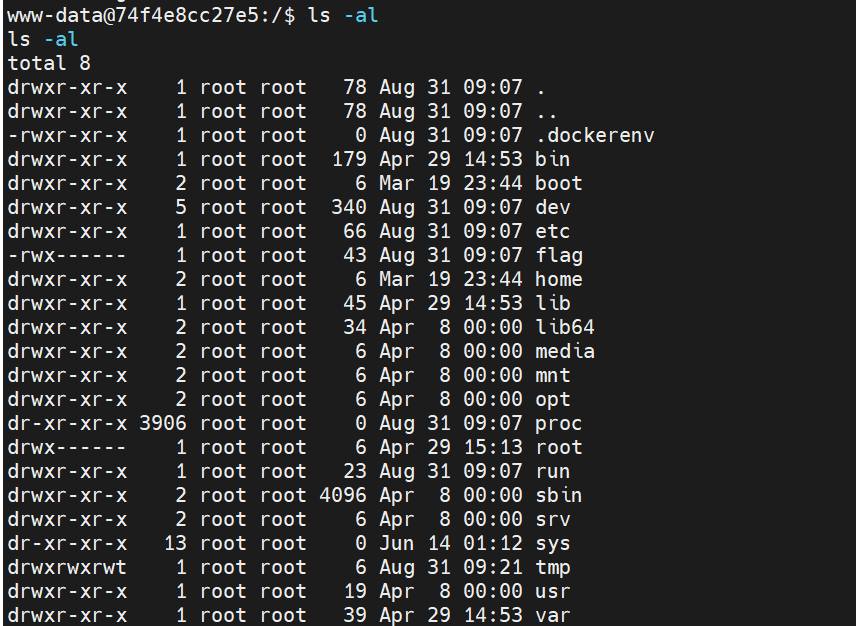 www-data@74f4e8cc27e5:/$ ls -al
ls -al
total 8
drwxr-xr-x    1 root root   78 Aug 31 09:07 .
drwxr-xr-x    1 root root   78 Aug 31 09:07 ..
-rwxr-xr-x    1 root root    0 Aug 31 09:07 .dockerenv
drwxr-xr-x    1 root root  179 Apr 29 14:53 bin
drwxr-xr-x    2 root root    6 Mar 19 23:44 boot
drwxr-xr-x    5 root root  340 Aug 31 09:07 dev
drwxr-xr-x    1 root root   66 Aug 31 09:07 etc
-rwx------    1 root root   43 Aug 31 09:07 flag
drwxr-xr-x    2 root root    6 Mar 19 23:44 home
drwxr-xr-x    1 root root   45 Apr 29 14:53 lib
drwxr-xr-x    2 root root   34 Apr  8 00:00 lib64
drwxr-xr-x    2 root root    6 Apr  8 00:00 media
drwxr-xr-x    2 root root    6 Apr  8 00:00 mnt
drwxr-xr-x    2 root root    6 Apr  8 00:00 opt
dr-xr-xr-x 3906 root root    0 Aug 31 09:07 proc
drwx------    1 root root    6 Apr 29 15:13 root
drwxr-xr-x    1 root root   23 Aug 31 09:07 run
drwxr-xr-x    2 root root 4096 Apr  8 00:00 sbin
drwxr-xr-x    2 root root    6 Apr  8 00:00 srv
dr-xr-xr-x   13 root root    0 Jun 14 01:12 sys
drwxrwxrwt    1 root root    6 Aug 31 09:21 tmp
drwxr-xr-x    1 root root   19 Apr  8 00:00 usr
drwxr-xr-x    1 root root   39 Apr 29 14:53 var